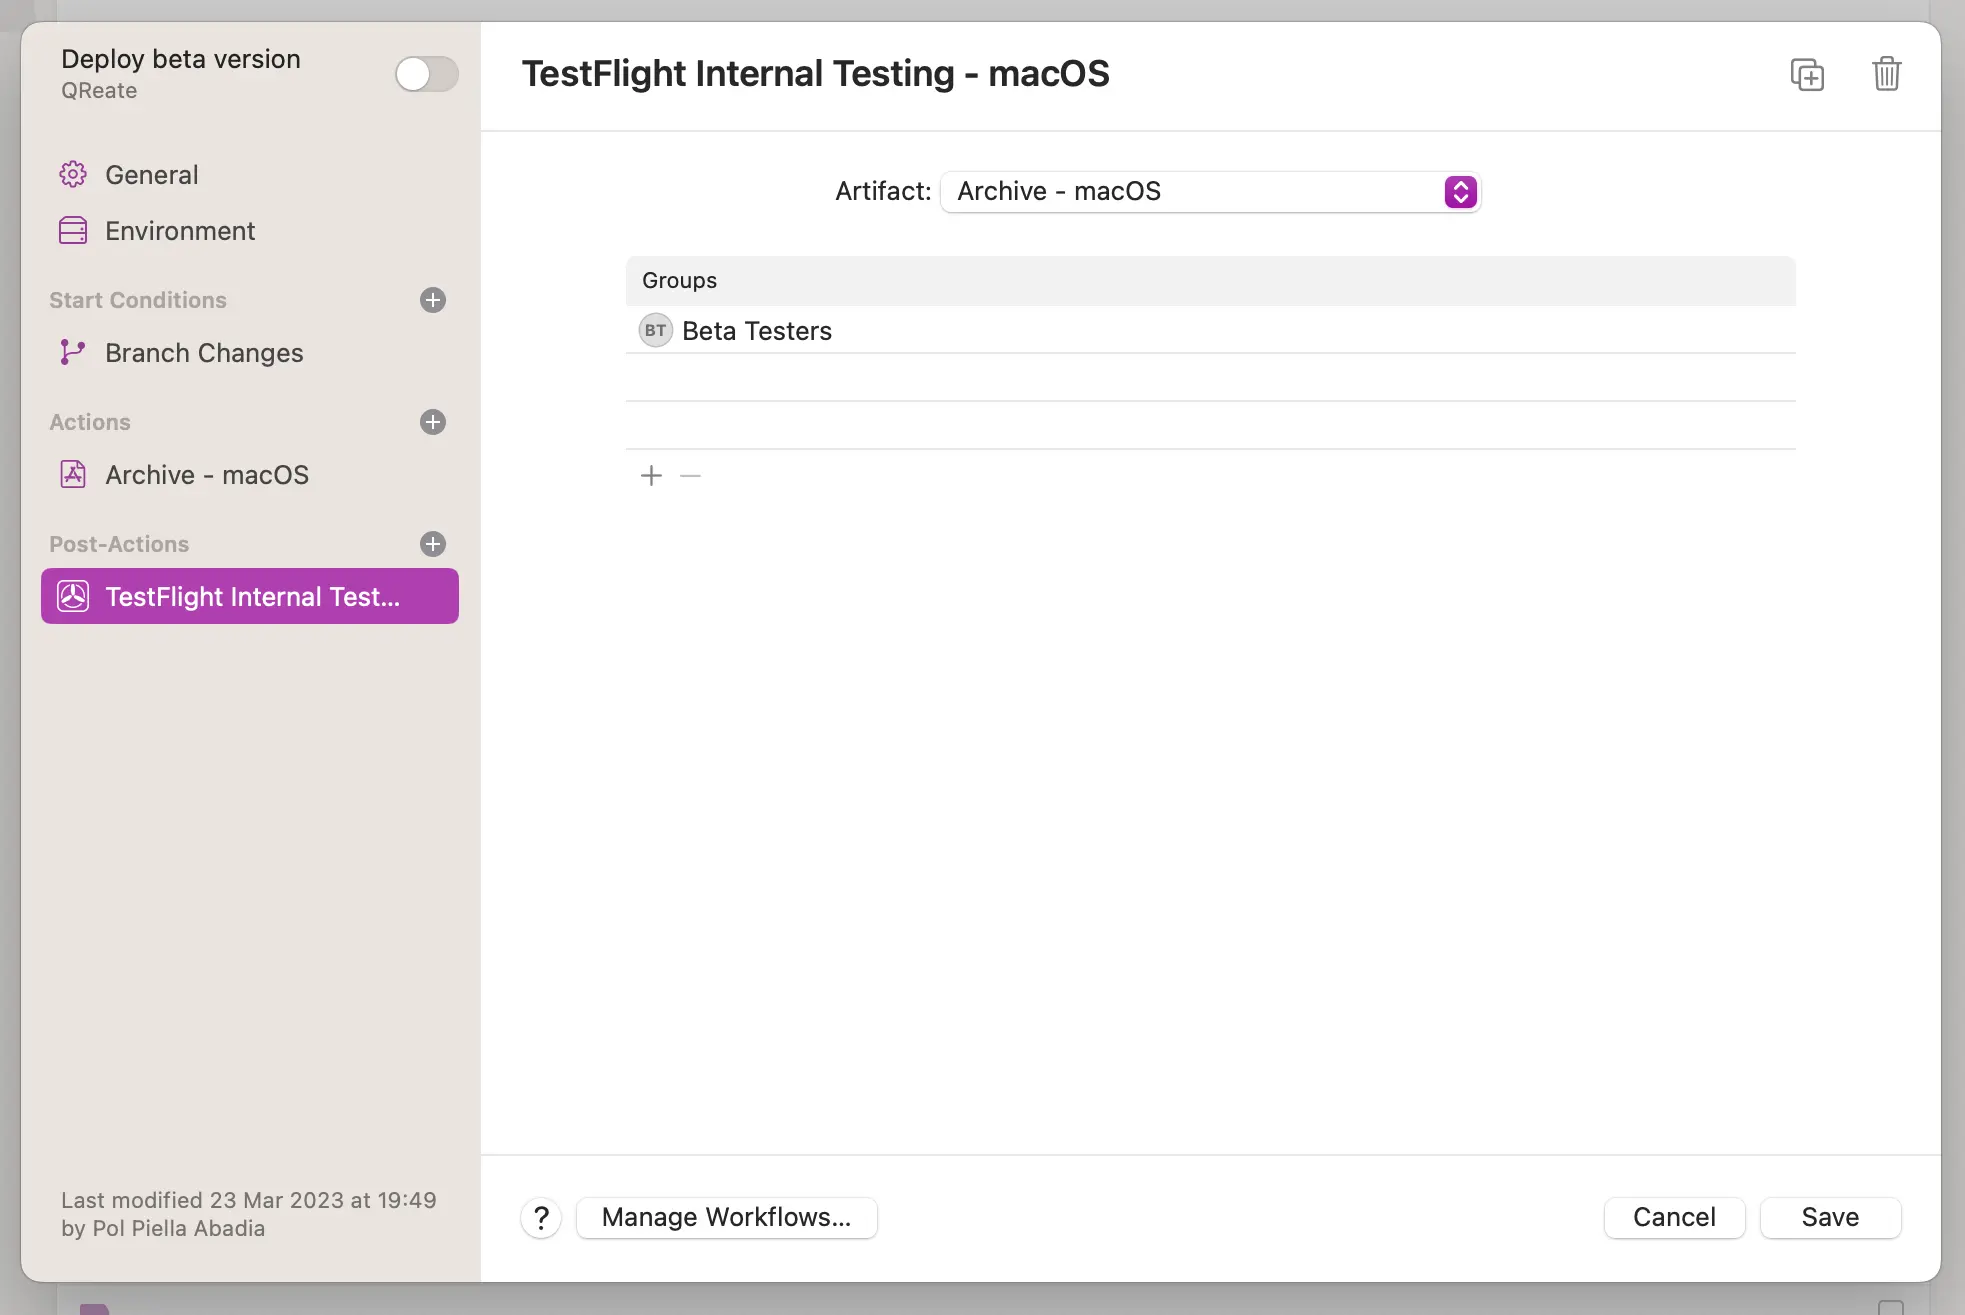 Deploy beta version
QReate
General
Environment
Start Conditions
Branch Changes
Actions
Archive - macOS
Post-Actions
TestFlight Internal Test...
Last modified 23 Mar 2023 at 19:49
by Pol Piella Abadia
TestFlight Internal Testing - macOS
Artifact: Archive - macOS
Groups
BT Beta Testers
? Manage Workflows...
Cancel Save